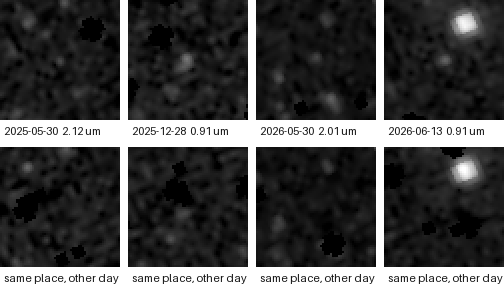 2025-05-30 2.12 um
2025-12-28 0.91 um
2026-05-30 2.01 um
2026-06-13 0.91 um
same place, other day
same place, other day
same place, other day
same place, other day